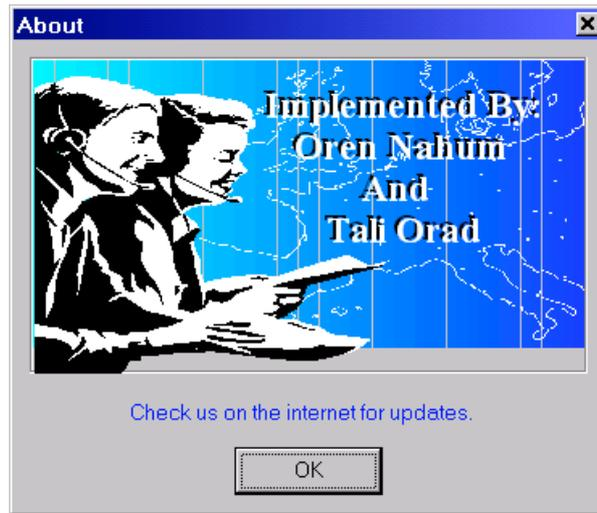 About
Implemented By:
Oren Nahum
And
Tali Orad
Check us on the internet for updates.
OK